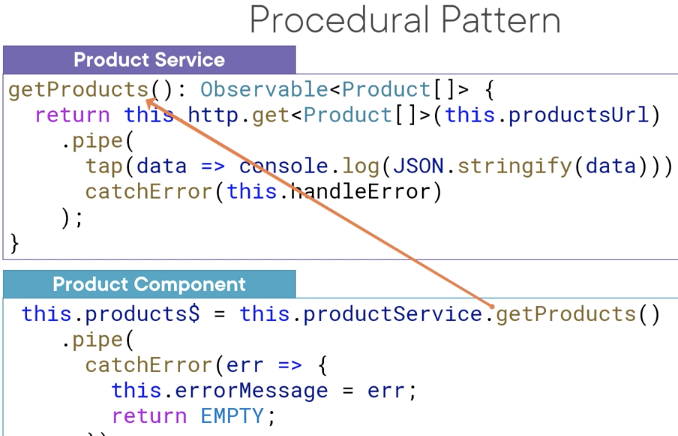 Procedural Pattern
Product Service
getProducts(): Observable<Product[]> {
return this.http.get<Product[]>(this.productsUrl)
.pipe(
tap(data => console.log(JSON.stringify(data)))
catchError(this.handleError)
);
}
Product Component
this.products$ = this.productService.getProducts()
.pipe(
catchError(err => {
this.errorMessage = err;
return EMPTY;